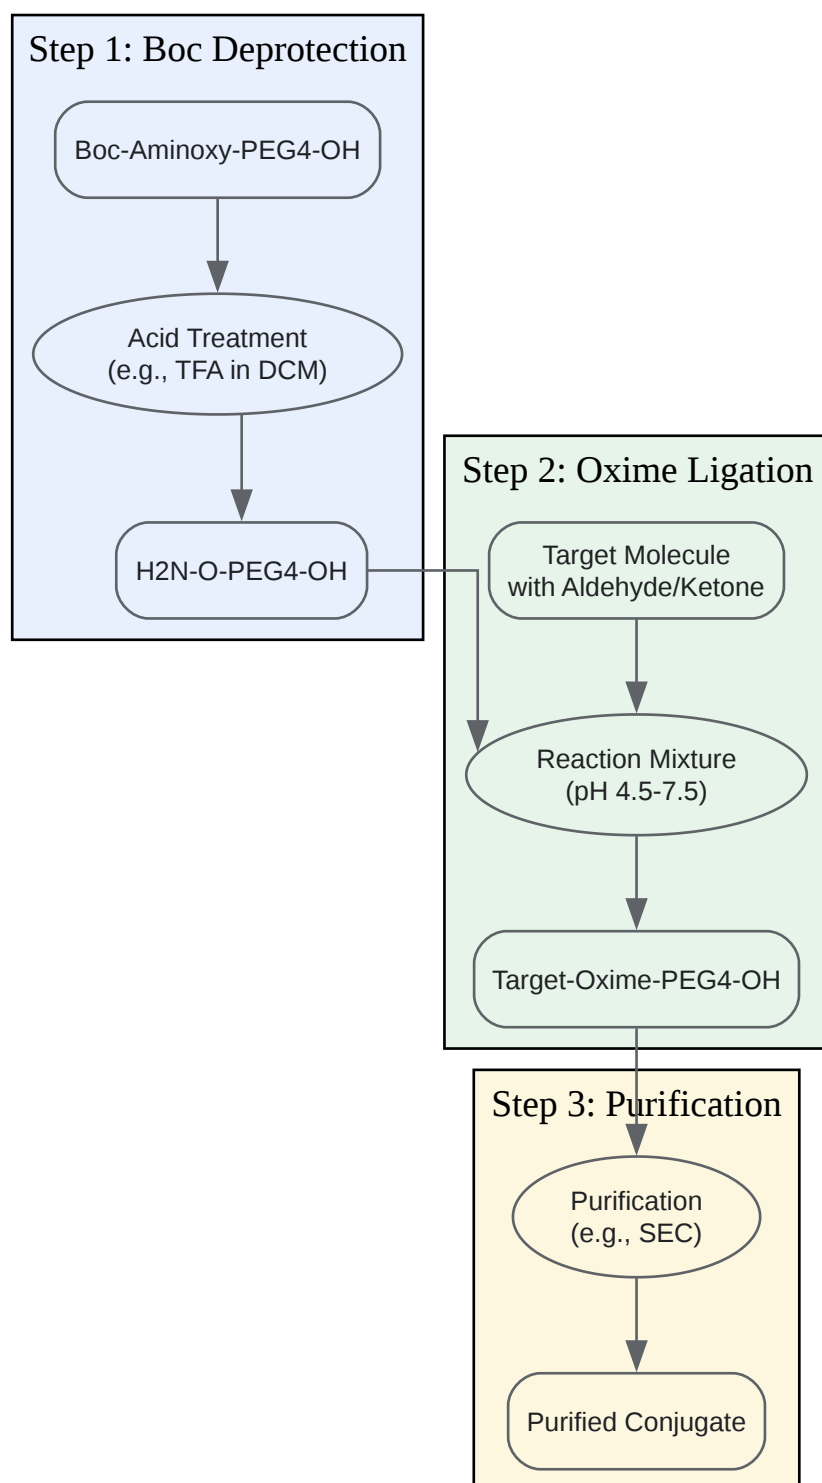 Step 1: Boc Deprotection
Boc-Aminoxy-PEG4-OH
Acid Treatment
(e.g., TFA in DCM)
H2N-O-PEG4-OH
Step 2: Oxime Ligation
Target Molecule
with Aldehyde/Ketone
Reaction Mixture
(pH 4.5-7.5)
Target-Oxime-PEG4-OH
Step 3: Purification
Purification
(e.g., SEC)
Purified Conjugate